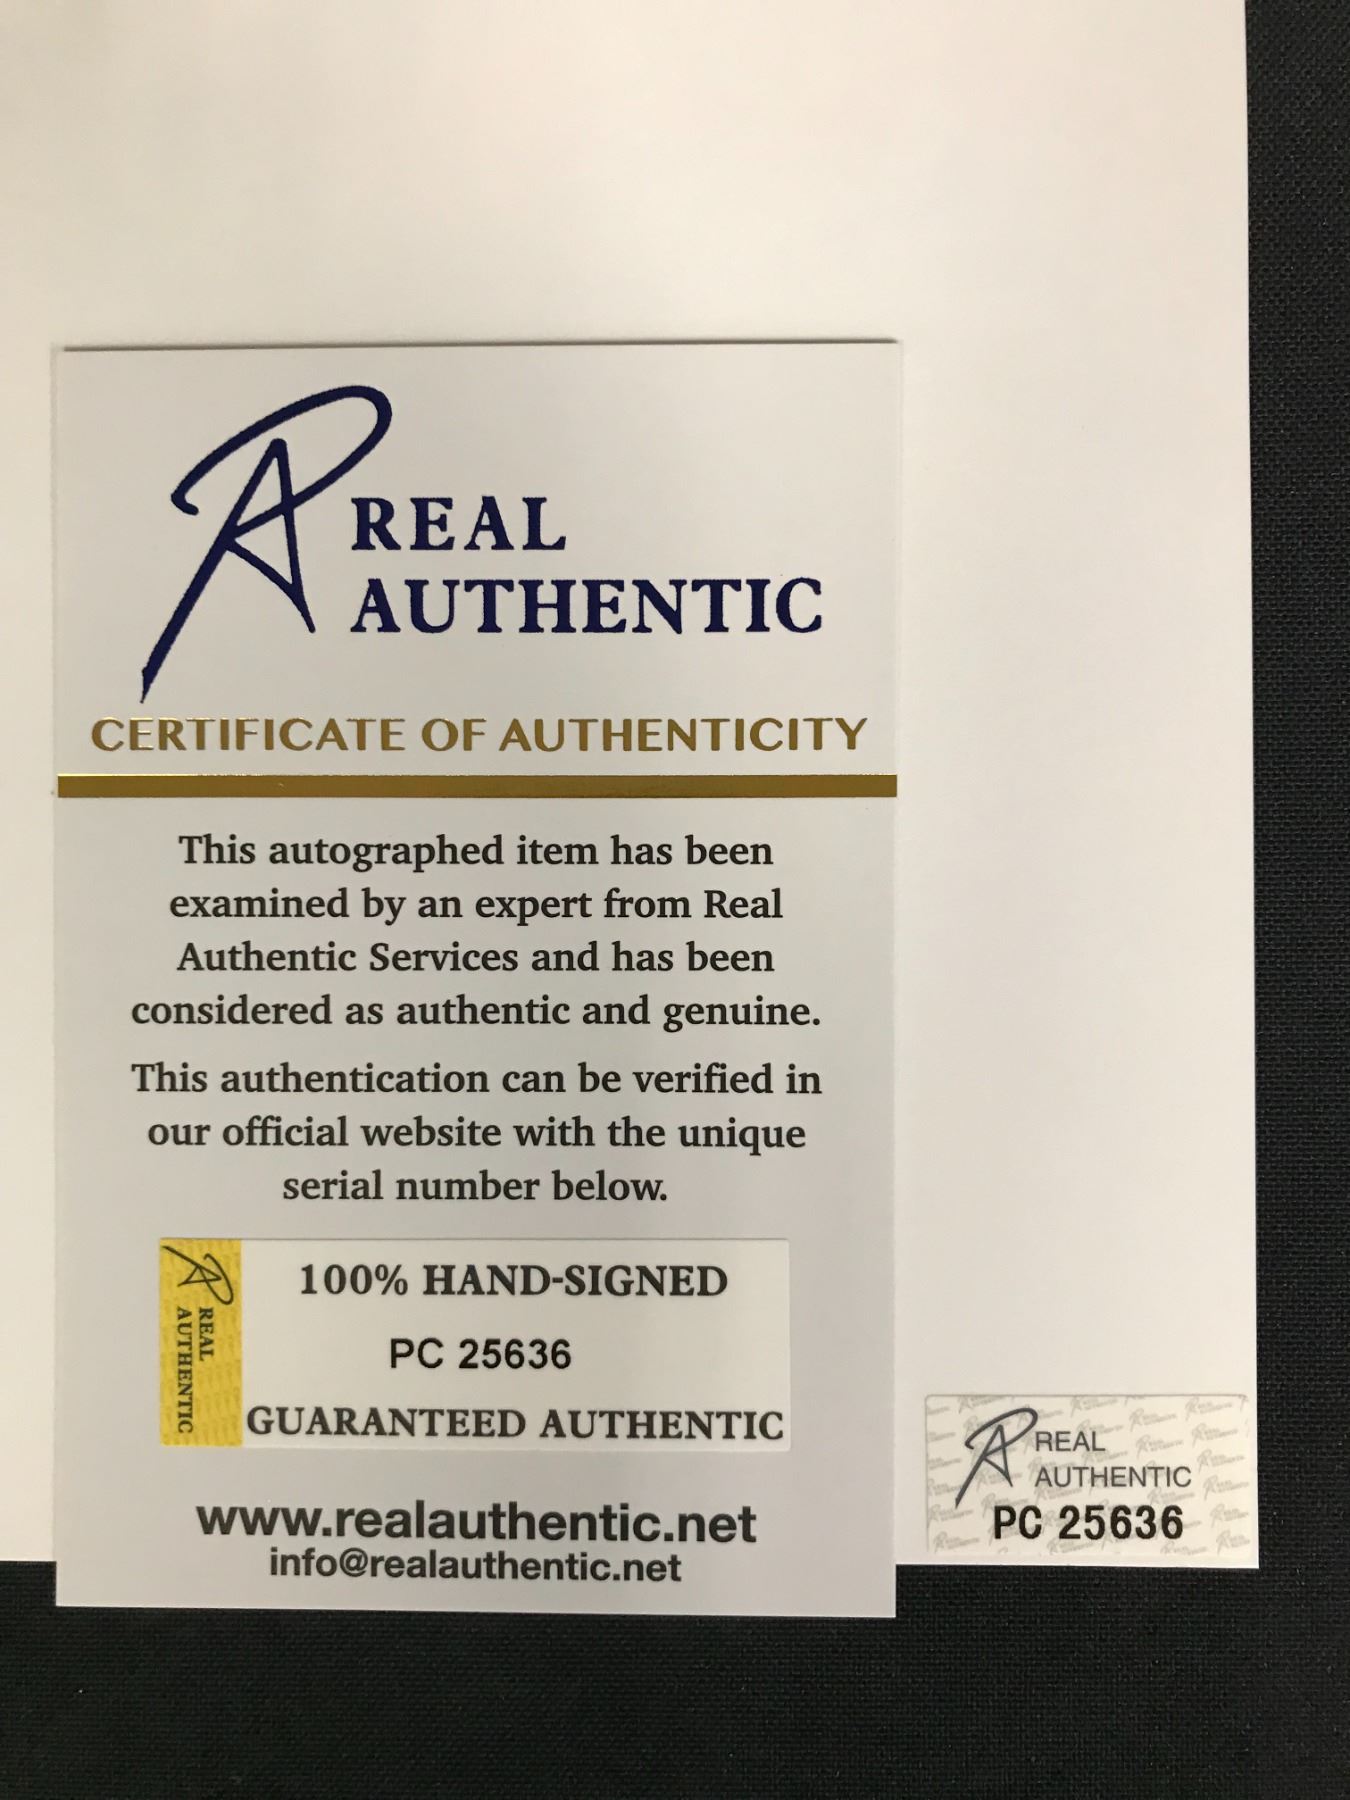 REAL
AUTHENTIC
CERTIFICATE OF AUTHENTICITY
This autographed item has been
examined by an expert from Real
Authentic Services and has been
considered as authentic and genuine.
This authentication can be verified in
our official website with the unique
serial number below.
REAL
AUTHENTIC
100% HAND-SIGNED
PC 25636
GUARANTEED AUTHENTIC
www.realauthentic.net
info@realauthentic.net
REAL
AUTHENTIC
PC 25636